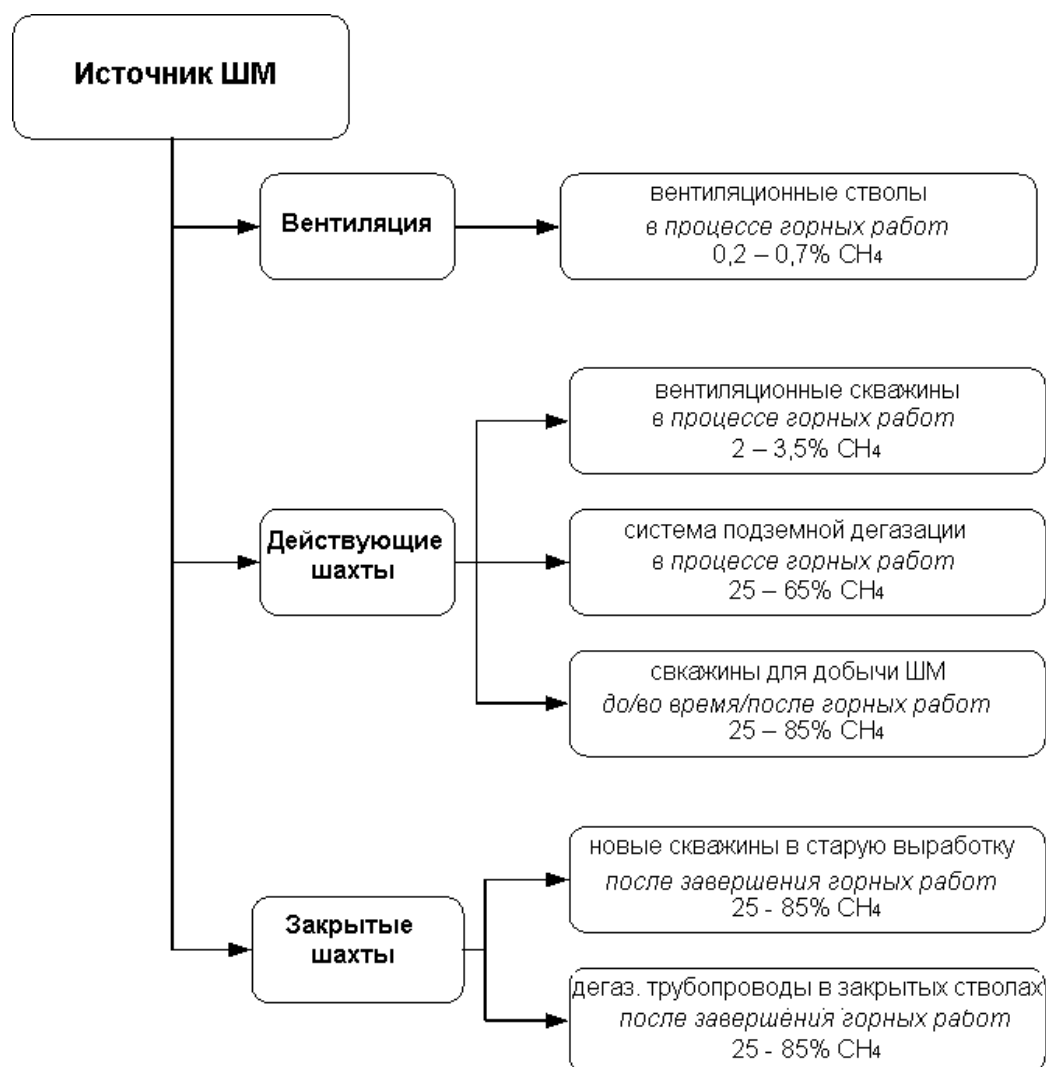 Источник ШМ
Вентиляция
вентиляционные стволы
в процессе горных работ
0,2 – 0,7% CH4
Действующие
шахты
вентиляционные скважины
в процессе горных работ
2 – 3,5% CH4
система подземной дегазации
в процессе горных работ
25 – 65% CH4
свкажины для добычи ШМ
до/во время/после горных работ
25 – 85% CH4
Закрытые
шахты
новые скважины в старую выработку
после завершения горных работ
25 - 85% CH4
дегаз. трубопроводы в закрытых стволах
после завершения горных работ
25 - 85% CH4